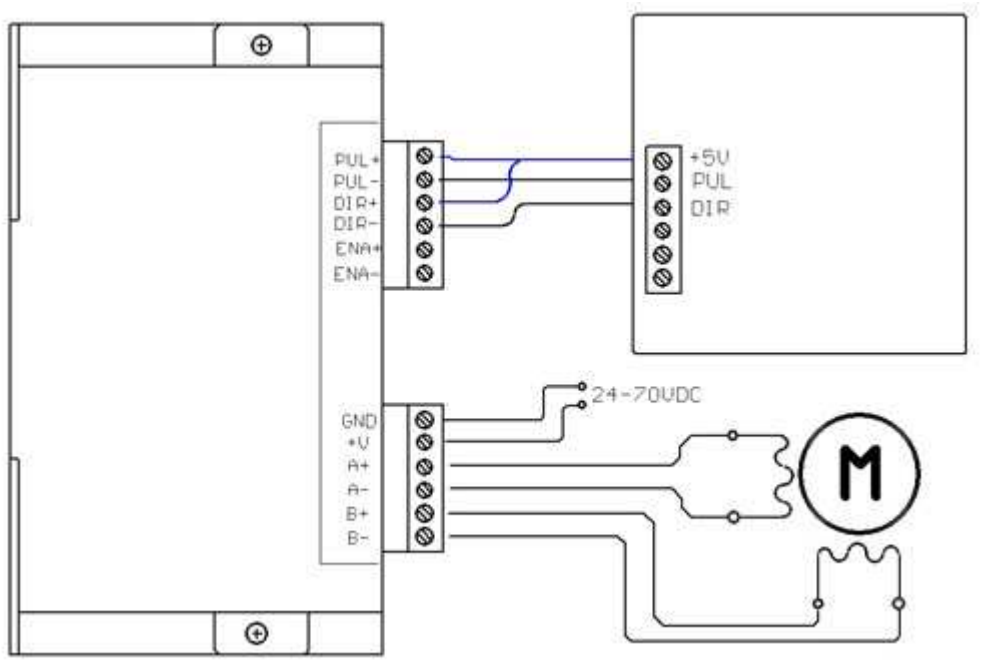 PUL+
PUL-
DIR+
DIR-
ENA+
ENA-
+5V
PUL
DIR
GND
+V
A+
A-
B+
B-
24-70VDC
M